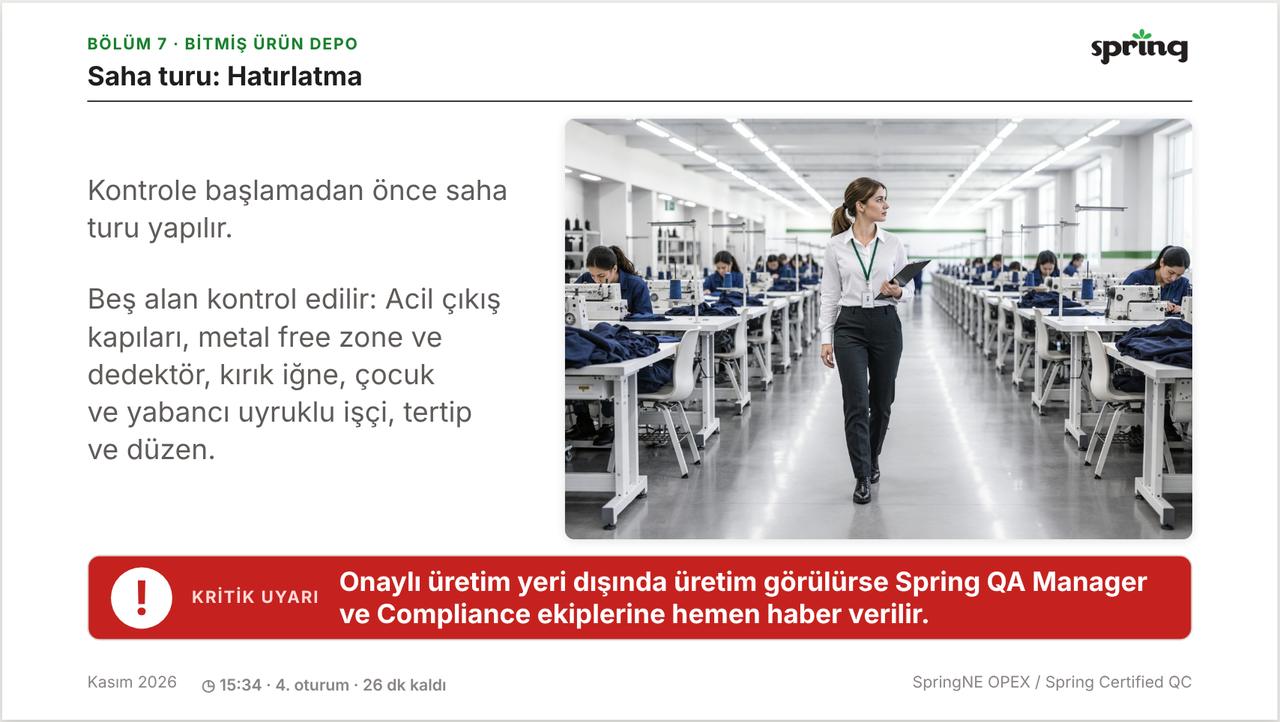 BÖLÜM 7 · BİTMİŞ ÜRÜN DEPO
spring
Saha turu: Hatırlatma
Kontrole başlamadan önce saha
turu yapılır.
Beş alan kontrol edilir: Acil çıkış
kapıları, metal free zone ve
dedektör, kırık iğne, çocuk
ve yabancı uyruklu işçi, tertip
ve düzen.
KRİTİK UYARI
Onaylı üretim yeri dışında üretim görülürse Spring QA Manager
ve Compliance ekiplerine hemen haber verilir.
Kasım 2026
15:34 · 4. oturum · 26 dk kaldı
SpringNE OPEX / Spring Certified QC